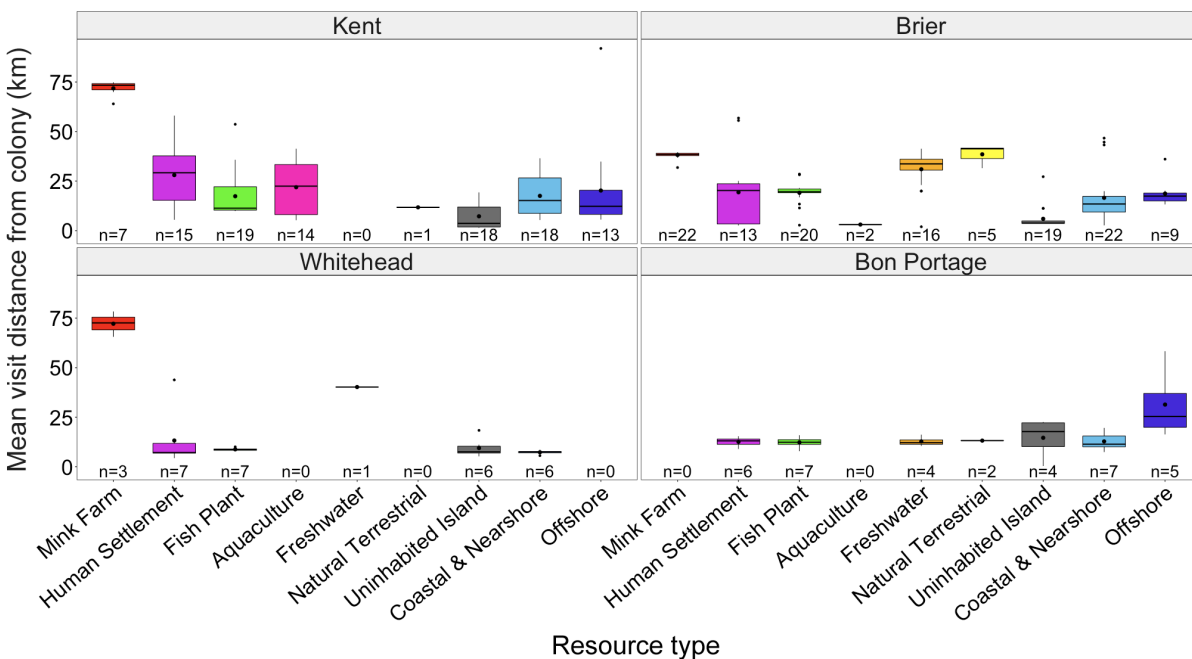 Kent
Brier
Mean visit distance from colony (km)
75
50
25
0
n=7 n=15 n=19 n=14 n=0 n=1 n=18 n=18 n=13
n=22 n=13 n=20 n=2 n=16 n=5 n=19 n=22 n=9
Whitehead
Bon Portage
75
50
25
0
n=3 n=7 n=7 n=0 n=1 n=0 n=6 n=6 n=0
n=0 n=6 n=7 n=0 n=4 n=2 n=4 n=7 n=5
Mink Farm
Human Settlement
Fish Plant
Aquaculture
Freshwater
Natural Terrestrial
Uninhabited Island
Coastal & Nearshore
Offshore
Mink Farm
Human Settlement
Fish Plant
Aquaculture
Freshwater
Natural Terrestrial
Uninhabited Island
Coastal & Nearshore
Offshore
Resource type